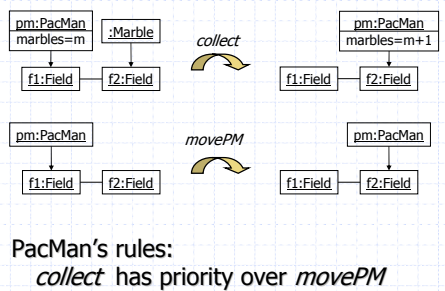 pm:PacMan
marbles=m
:Marble
f1:Field
f2:Field
collect
pm:PacMan
marbles=m+1
f1:Field
f2:Field
pm:PacMan
f1:Field
f2:Field
movePM
pm:PacMan
f1:Field
f2:Field
PacMan's rules:
collect has priority over movePM